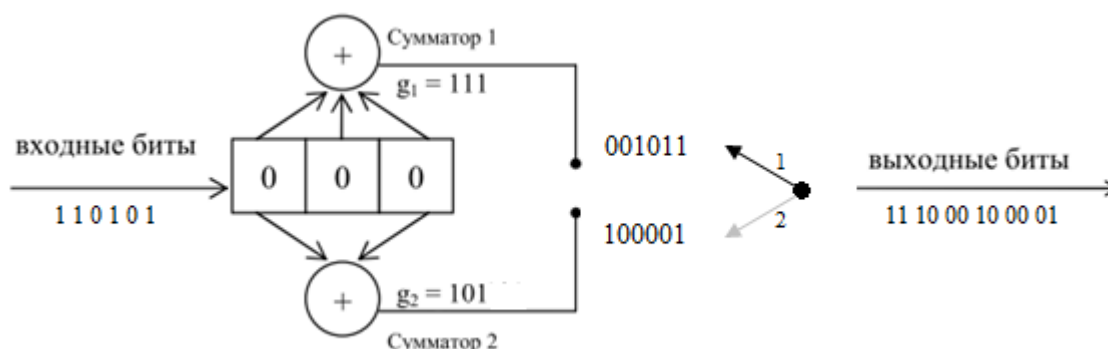 Сумматор 1
+
g₁ = 111
входные биты
0 0 0
1 1 0 1 0 1
001011
1
выходные биты
100001
2
11 10 00 10 00 01
+
g₂ = 101
Сумматор 2